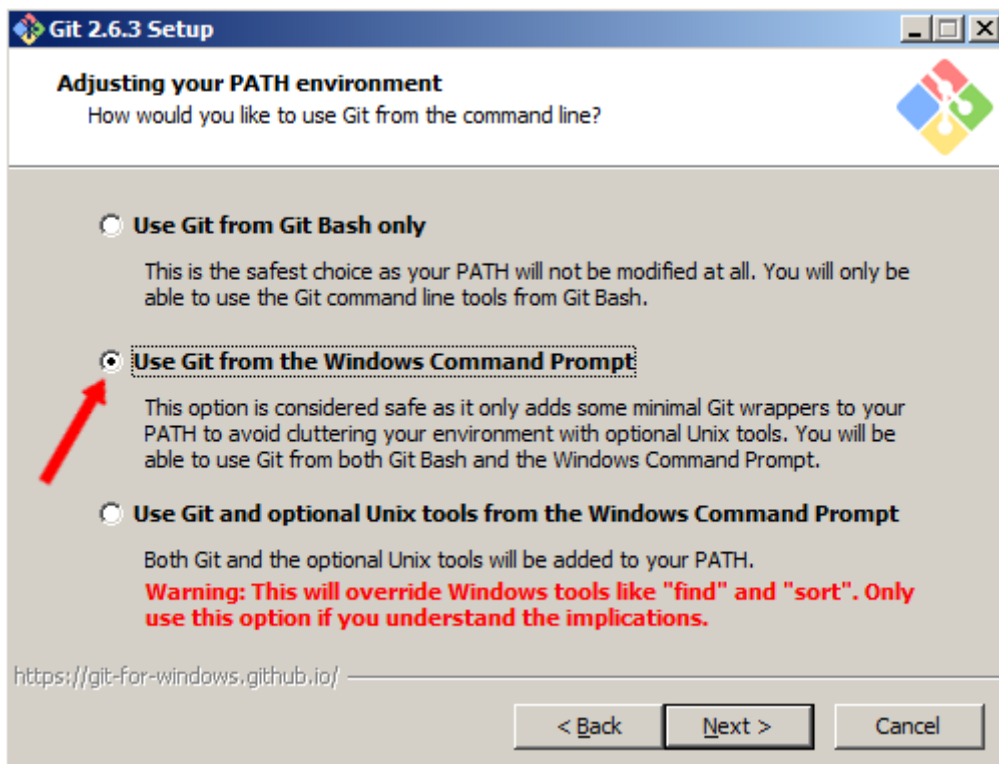 Git 2.6.3 Setup
Adjusting your PATH environment
How would you like to use Git from the command line?
Use Git from Git Bash only
This is the safest choice as your PATH will not be modified at all. You will only be
able to use the Git command line tools from Git Bash.
Use Git from the Windows Command Prompt
This option is considered safe as it only adds some minimal Git wrappers to your
PATH to avoid cluttering your environment with optional Unix tools. You will be
able to use Git from both Git Bash and the Windows Command Prompt.
Use Git and optional Unix tools from the Windows Command Prompt
Both Git and the optional Unix tools will be added to your PATH.
Warning: This will override Windows tools like "find" and "sort". Only
use this option if you understand the implications.
https://git-for-windows.github.io/
< Back Next > Cancel